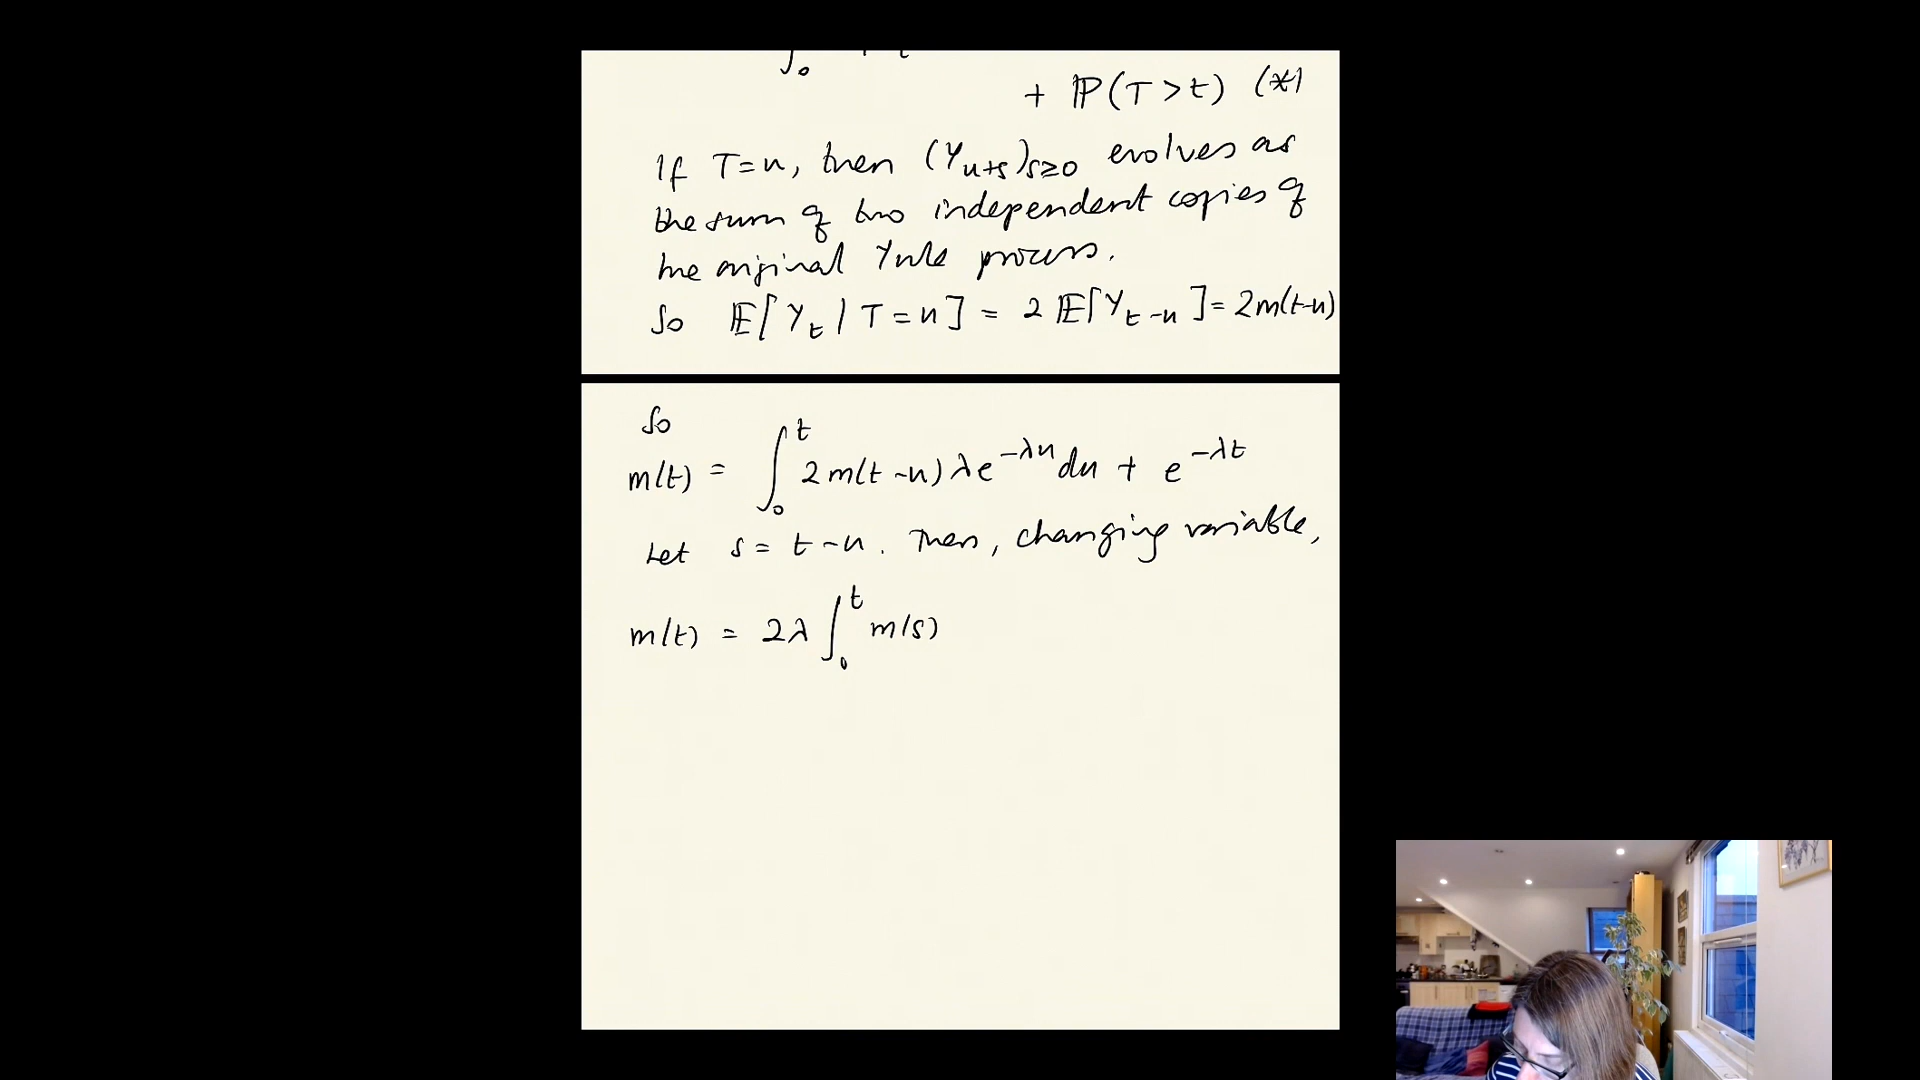 ∫_0
+ ℙ(T>t) (*)
If T=u, then (Y_{u+s})_{s≥0} evolves as
the sum of two independent copies of
the original Yule process.
So 𝔼[Y_t | T=u] = 2 𝔼[Y_{t-u}] = 2m(t-u)
So
m(t) = ∫_0^t 2m(t-u) λe^{-λu} du + e^{-λt}
Let s = t-u. Then, changing variable,
m(t) = 2λ ∫_0^t m(s)